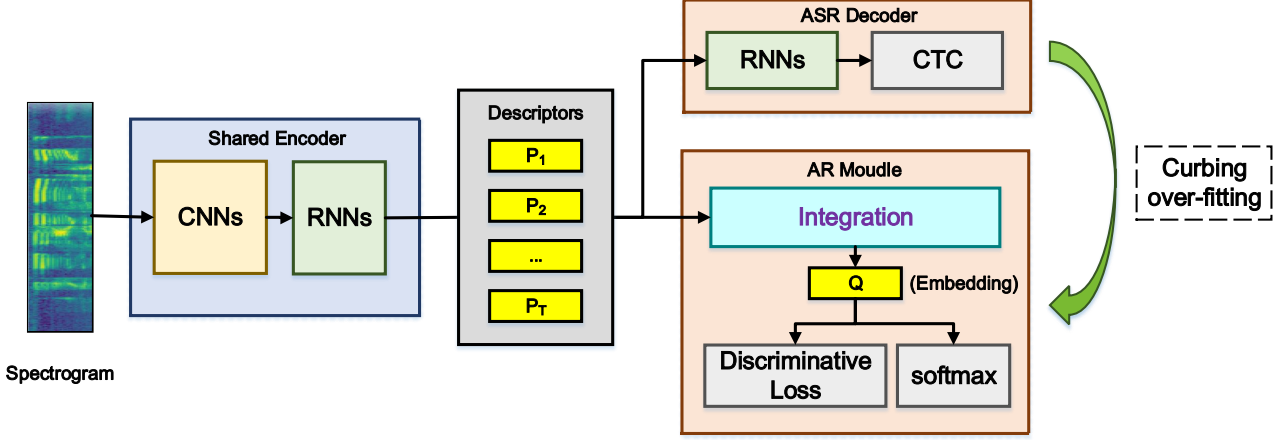 Spectrogram
Shared Encoder
CNNs
RNNs
Descriptors
P1
P2
...
PT
ASR Decoder
RNNs
CTC
AR Moudle
Integration
Q
(Embedding)
Discriminative
Loss
softmax
Curbing
over-fitting